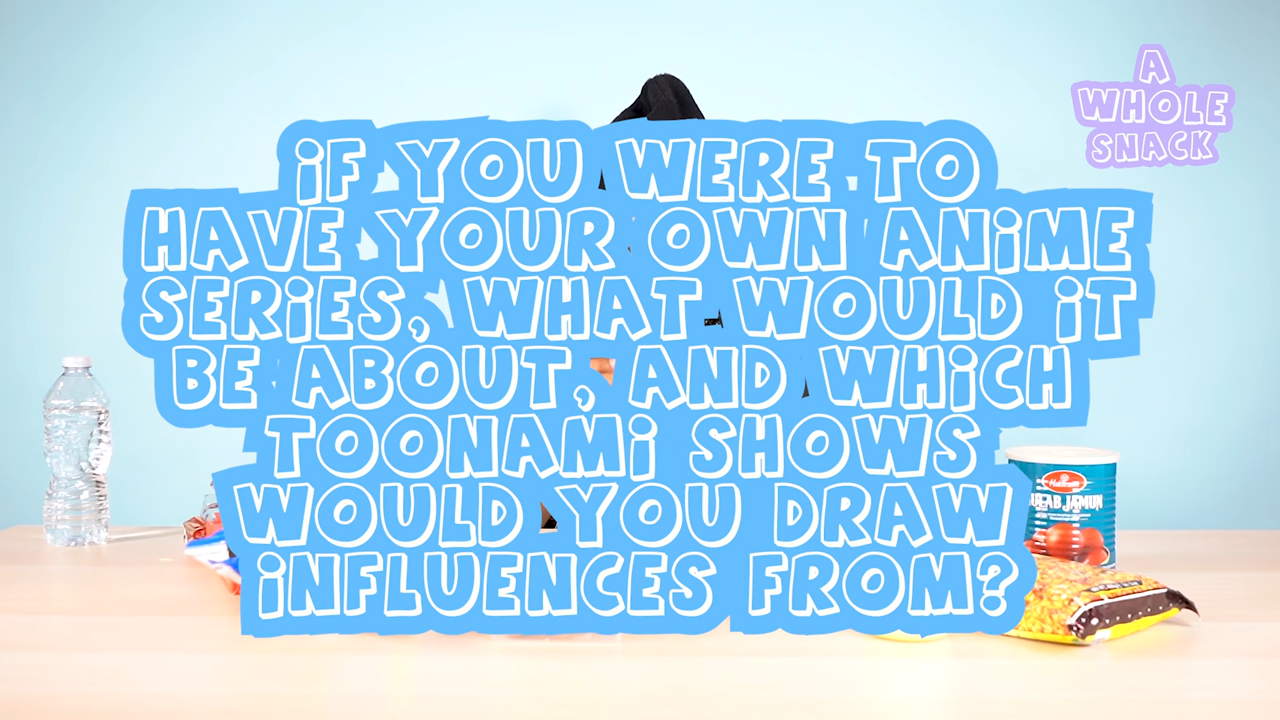 A
WHOLE
SNACK
iF YOU WERE TO
HAVE YOUR OWN ANiME
SERiES, WHAT WOULD iT
BE ABOUT, AND WHiCH
TOONAMi SHOWS
WOULD YOU DRAW
iNFLUENCES FROM?
JAMUN